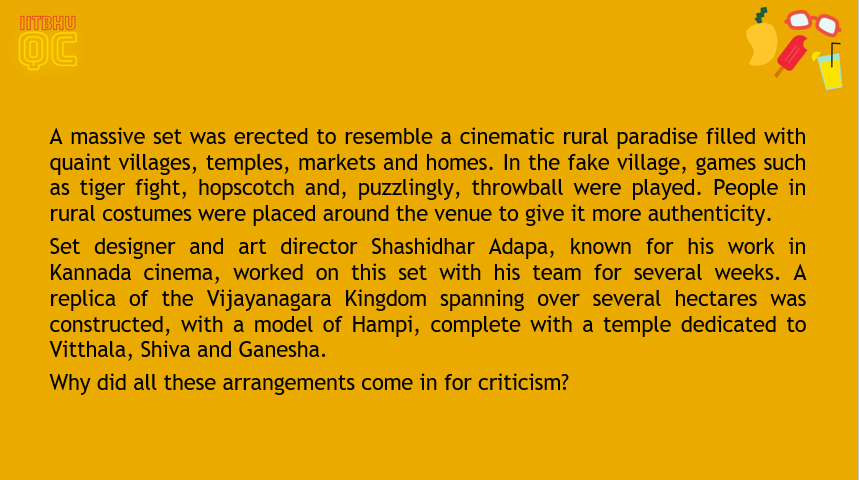 IITBHU
QC
A massive set was erected to resemble a cinematic rural paradise filled with
quaint villages, temples, markets and homes. In the fake village, games such
as tiger fight, hopscotch and, puzzlingly, throwball were played. People in
rural costumes were placed around the venue to give it more authenticity.
Set designer and art director Shashidhar Adapa, known for his work in
Kannada cinema, worked on this set with his team for several weeks. A
replica of the Vijayanagara Kingdom spanning over several hectares was
constructed, with a model of Hampi, complete with a temple dedicated to
Vitthala, Shiva and Ganesha.
Why did all these arrangements come in for criticism?